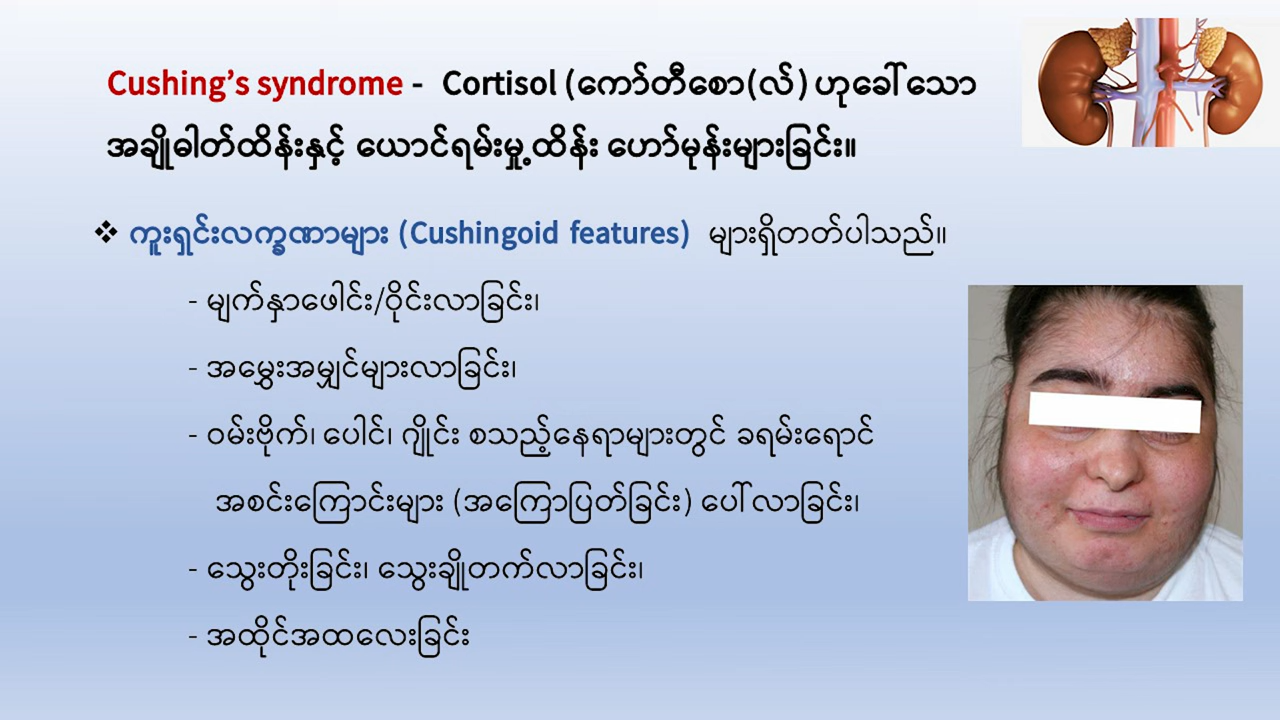 Cushing’s syndrome - Cortisol (ကော်တီစော(လ်) ဟုခေါ်သော
အချိုဓါတ်ထိန်းနှင့် ယောင်ရမ်းမှု့ထိန်း ဟော်မုန်းများခြင်း။
❖ ကူးရှင်းလက္ခဏာများ (Cushingoid features) များရှိတတ်ပါသည်။
- မျက်နှာဖေါင်း/ဝိုင်းလာခြင်း၊
- အမွှေးအမျှင်များလာခြင်း၊
- ဝမ်းဗိုက်၊ ပေါင်၊ ဂျိုင်း စသည့်နေရာများတွင် ခရမ်းရောင်
အစင်းကြောင်းများ (အကြောပြတ်ခြင်း) ပေါ်လာခြင်း၊
- သွေးတိုးခြင်း၊ သွေးချိုတက်လာခြင်း၊
- အထိုင်အထလေးခြင်း